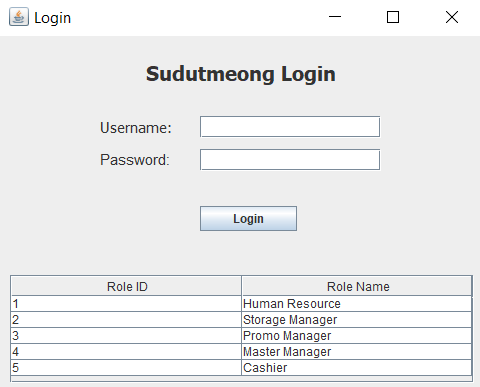 Login
Sudutmeong Login
Username:
Password:
Login
Role ID Role Name
1 Human Resource
2 Storage Manager
3 Promo Manager
4 Master Manager
5 Cashier